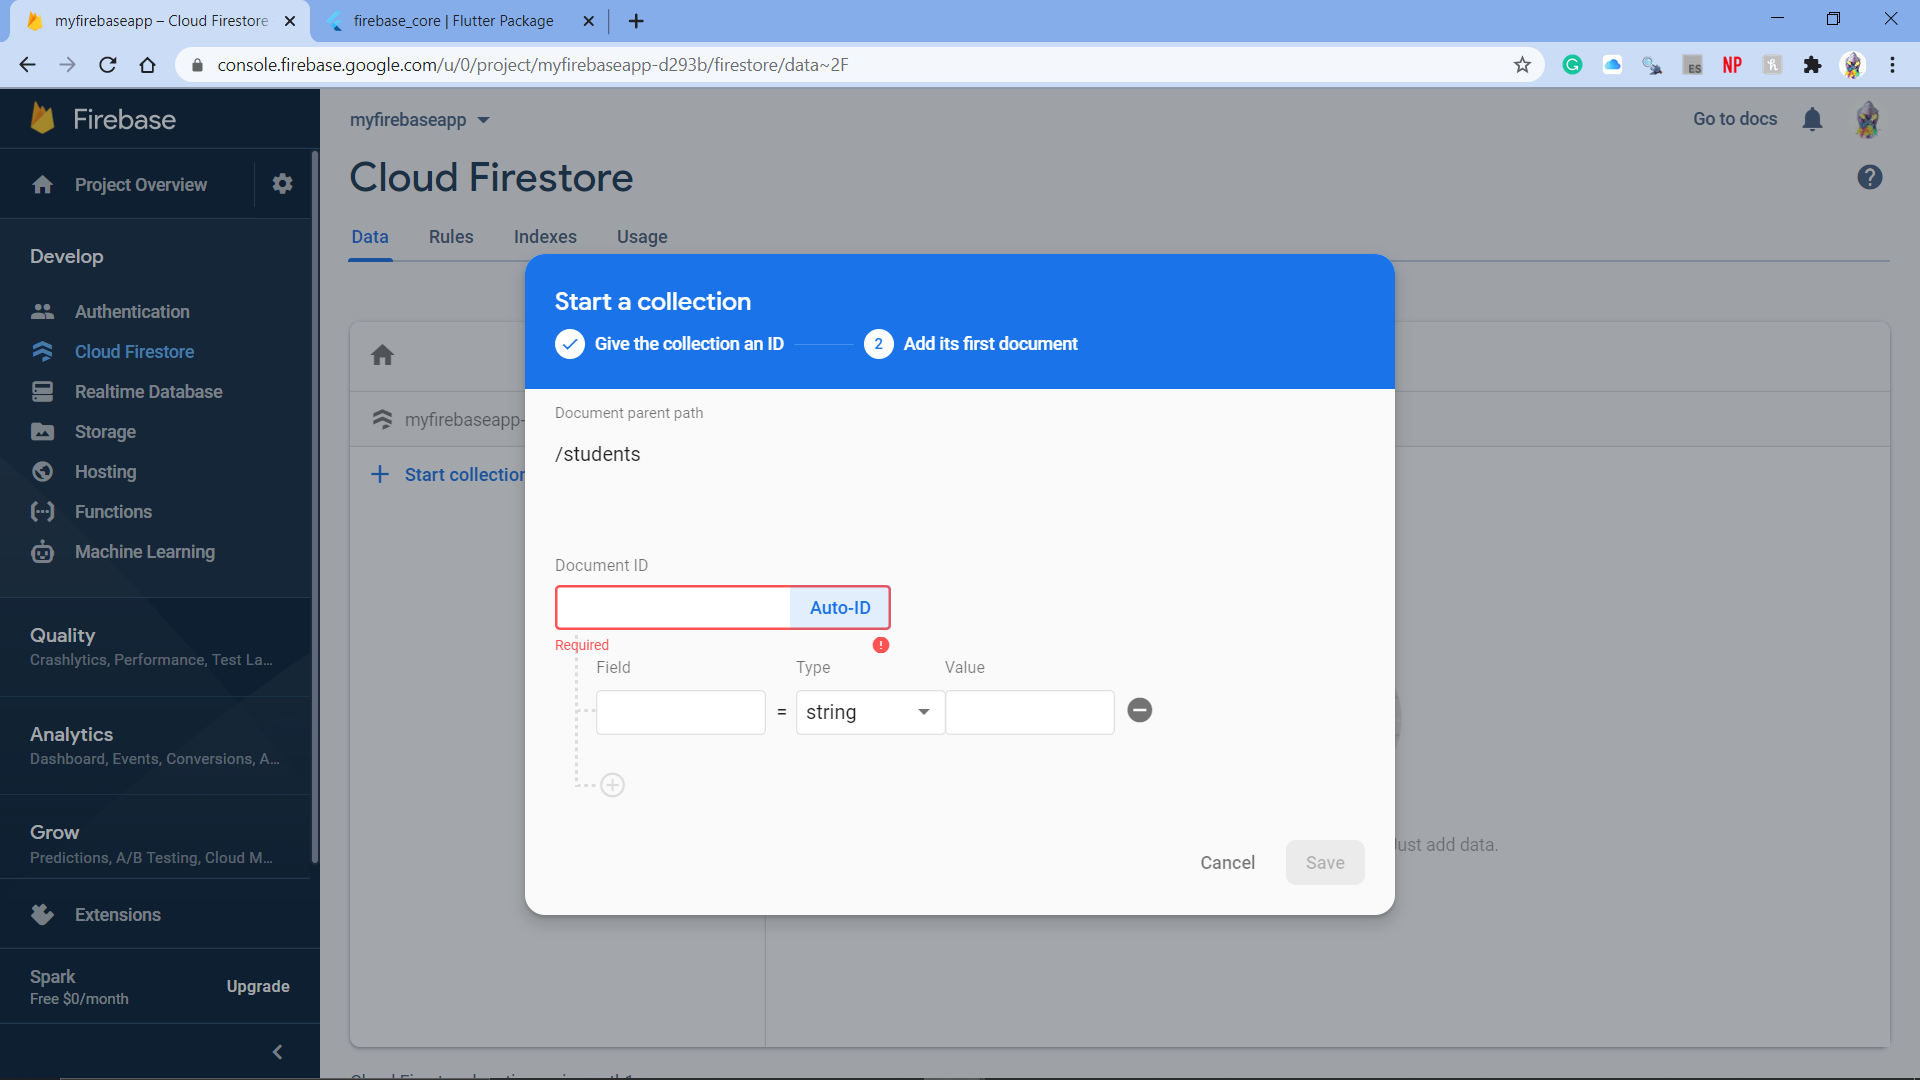 myfirebaseapp – Cloud Firestore
firebase_core | Flutter Package
console.firebase.google.com/u/0/project/myfirebaseapp-d293b/firestore/data~2F
ES
NP
Firebase
myfirebaseapp
Go to docs
Project Overview
Cloud Firestore
Data Rules Indexes Usage
Develop
Authentication
Cloud Firestore
Realtime Database
Storage
Hosting
Functions
Machine Learning
Quality
Crashlytics, Performance, Test La...
Analytics
Dashboard, Events, Conversions, A...
Grow
Predictions, A/B Testing, Cloud M...
Extensions
Spark
Free $0/month
Upgrade
myfirebaseapp-
Start collection
Start a collection
Give the collection an ID
2 Add its first document
Document parent path
/students
Document ID
Auto-ID
Required
Field Type Value
= string
Cancel Save
Just add data.